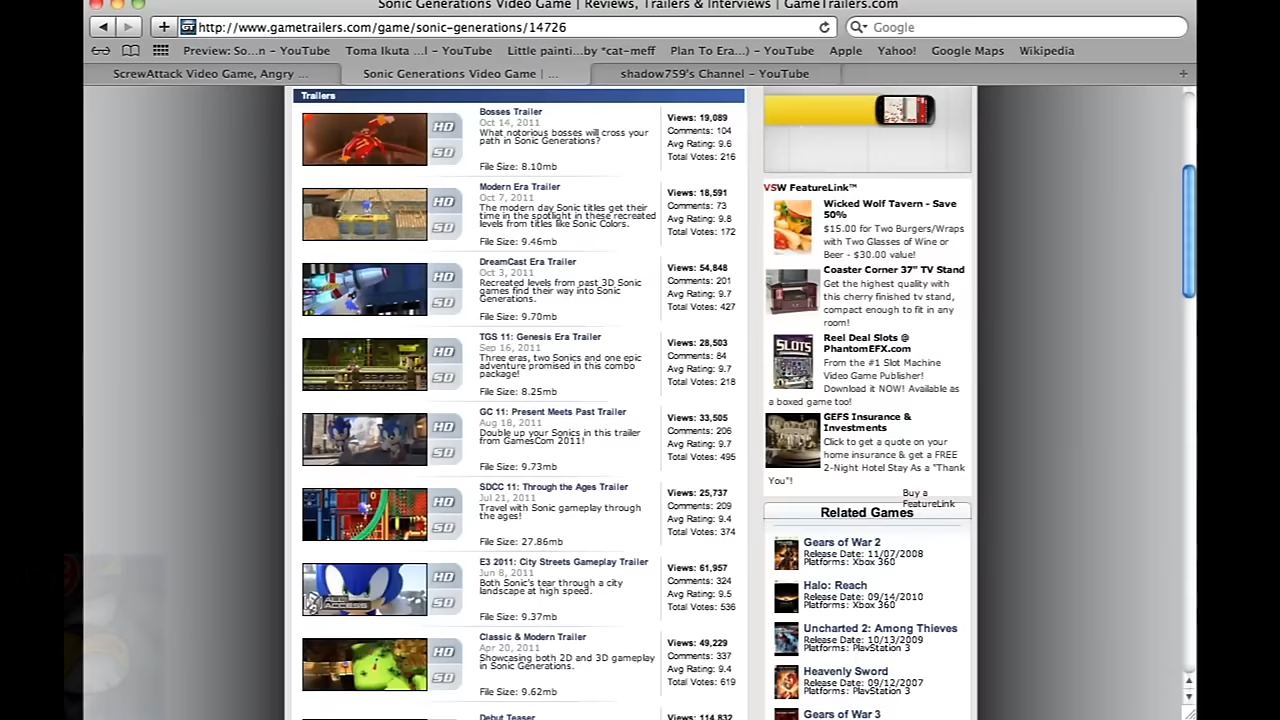 Sonic Generations Video Game | Reviews, Trailers & Interviews | GameTrailers.com
http://www.gametrailers.com/game/sonic-generations/14726
Google
Preview: So...n - YouTube Toma Ikuta ...l - YouTube Little painti...by *cat-meff Plan To Era...) - YouTube Apple Yahoo! Google Maps Wikipedia
ScrewAttack Video Game, Angry ... Sonic Generations Video Game | ... shadow759's Channel - YouTube
Trailers
HD
SD
Bosses Trailer
Oct 14, 2011
What notorious bosses will cross your
path in Sonic Generations?
File Size: 8.10mb
Views: 19,089
Comments: 104
Avg Rating: 9.6
Total Votes: 216
HD
SD
Modern Era Trailer
Oct 7, 2011
The modern day Sonic titles get their
time in the spotlight in these recreated
levels from titles like Sonic Colors.
File Size: 9.46mb
Views: 18,591
Comments: 73
Avg Rating: 9.8
Total Votes: 172
HD
SD
DreamCast Era Trailer
Oct 3, 2011
Recreated levels from past 3D Sonic
games find their way into Sonic
Generations.
File Size: 9.70mb
Views: 54,848
Comments: 201
Avg Rating: 9.7
Total Votes: 427
HD
SD
TGS 11: Genesis Era Trailer
Sep 16, 2011
Three eras, two Sonics and one epic
adventure promised in this combo
package!
File Size: 8.25mb
Views: 28,503
Comments: 84
Avg Rating: 9.7
Total Votes: 218
HD
SD
GC 11: Present Meets Past Trailer
Aug 18, 2011
Double up your Sonics in this trailer
from GamesCom 2011!
File Size: 9.73mb
Views: 33,505
Comments: 206
Avg Rating: 9.7
Total Votes: 495
HD
SD
SDCC 11: Through the Ages Trailer
Jul 21, 2011
Travel with Sonic gameplay through
the ages!
File Size: 27.86mb
Views: 25,737
Comments: 209
Avg Rating: 9.4
Total Votes: 374
HD
SD
E3 2011: City Streets Gameplay Trailer
Jun 8, 2011
Both Sonic's tear through a city
landscape at high speed.
File Size: 9.37mb
Views: 61,957
Comments: 324
Avg Rating: 9.5
Total Votes: 536
HD
SD
Classic & Modern Trailer
Apr 20, 2011
Showcasing both 2D and 3D gameplay
in Sonic Generations.
File Size: 9.62mb
Views: 49,229
Comments: 337
Avg Rating: 9.4
Total Votes: 619
Debut Teaser
Views: 114,832
VSW FeatureLink™
Wicked Wolf Tavern - Save
50%
$15.00 for Two Burgers/Wraps
with Two Glasses of Wine or
Beer - $30.00 value!
Coaster Corner 37" TV Stand
Get the highest quality with
this cherry finished tv stand,
compact enough to fit in any
room!
SLOTS
Reel Deal Slots @
PhantomEFX.com
From the #1 Slot Machine
Video Game Publisher!
Download it NOW! Available as
a boxed game too!
GEFS Insurance &
Investments
Click to get a quote on your
home insurance & get a FREE
2-Night Hotel Stay As a "Thank
You"!
Buy a
FeatureLink
Related Games
Gears of War 2
Release Date: 11/07/2008
Platforms: Xbox 360
Halo: Reach
Release Date: 09/14/2010
Platforms: Xbox 360
Uncharted 2: Among Thieves
Release Date: 10/13/2009
Platforms: PlayStation 3
Heavenly Sword
Release Date: 09/12/2007
Platforms: PlayStation 3
Gears of War 3